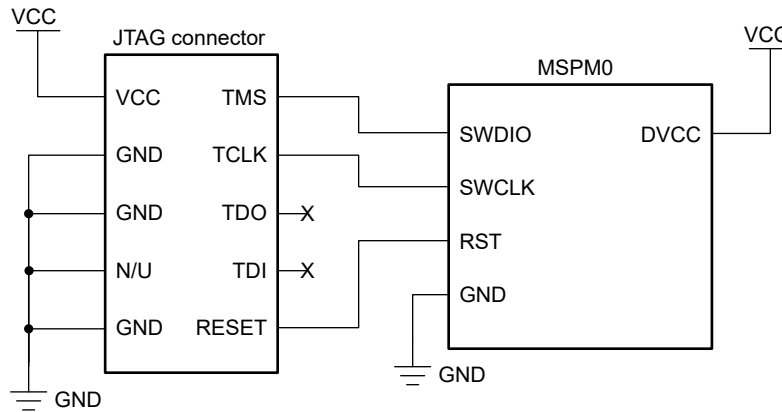 VCC
JTAG connector
VCC TMS
GND TCLK
GND TDO X
N/U TDI X
GND RESET
GND
MSPM0
VCC
SWDIO DVCC
SWCLK
RST
GND
GND